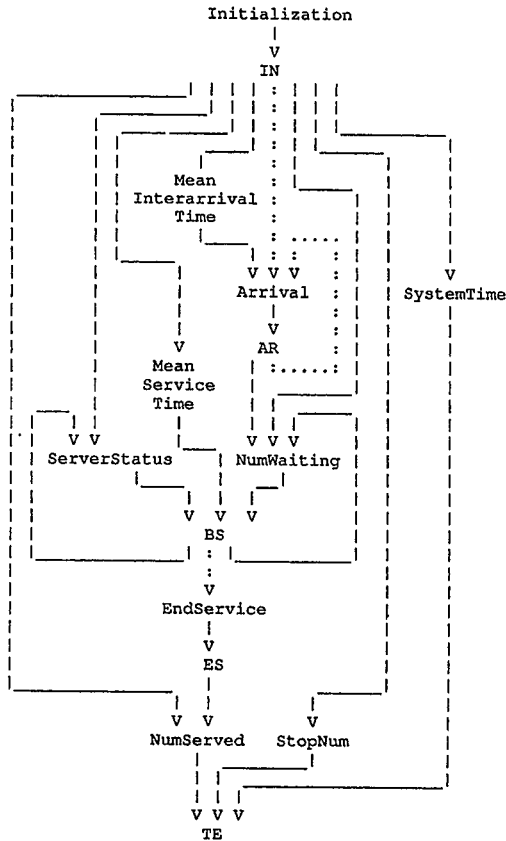 Initialization
IN
Mean
Interarrival
Time
Arrival
SystemTime
AR
Mean
Service
Time
ServerStatus
NumWaiting
BS
EndService
ES
NumServed
StopNum
TE